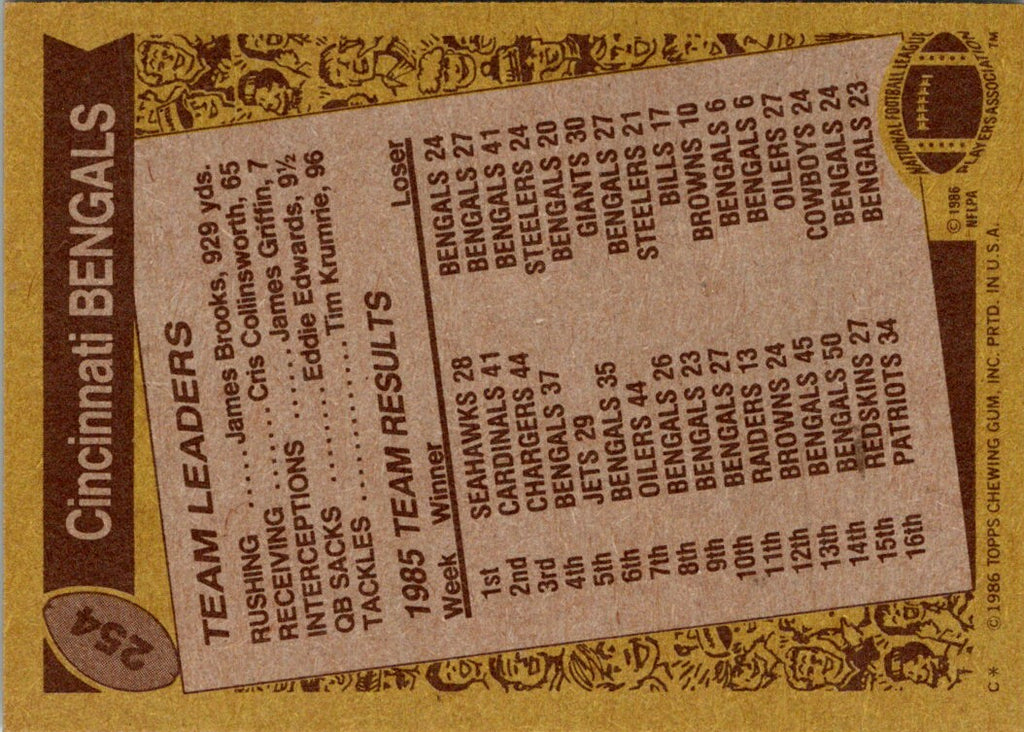 254
Cincinnati BENGALS
TEAM LEADERS
RUSHING ..... James Brooks, 929 yds.
RECEIVING ...... Cris Collinsworth, 65
INTERCEPTIONS ...... James Griffin, 7
QB SACKS ........... Eddie Edwards, 9½
TACKLES ............... Tim Krumrie, 96
1985 TEAM RESULTS
Week Winner Loser
1st SEAHAWKS 28 BENGALS 24
2nd CARDINALS 41 BENGALS 27
3rd CHARGERS 44 BENGALS 41
4th BENGALS 37 STEELERS 24
5th JETS 29 BENGALS 20
6th BENGALS 35 GIANTS 30
7th OILERS 44 BENGALS 27
8th BENGALS 26 STEELERS 21
9th BENGALS 23 BILLS 17
10th BENGALS 27 BROWNS 10
11th RAIDERS 13 BENGALS 6
12th BROWNS 24 BENGALS 6
13th BENGALS 45 OILERS 27
14th BENGALS 50 COWBOYS 24
15th REDSKINS 27 BENGALS 24
16th PATRIOTS 34 BENGALS 23
NATIONAL FOOTBALL LEAGUE
PLAYERS ASSOCIATION ™
© 1986
NFLPA
C * © 1986 TOPPS CHEWING GUM, INC. PRTD. IN U.S.A.